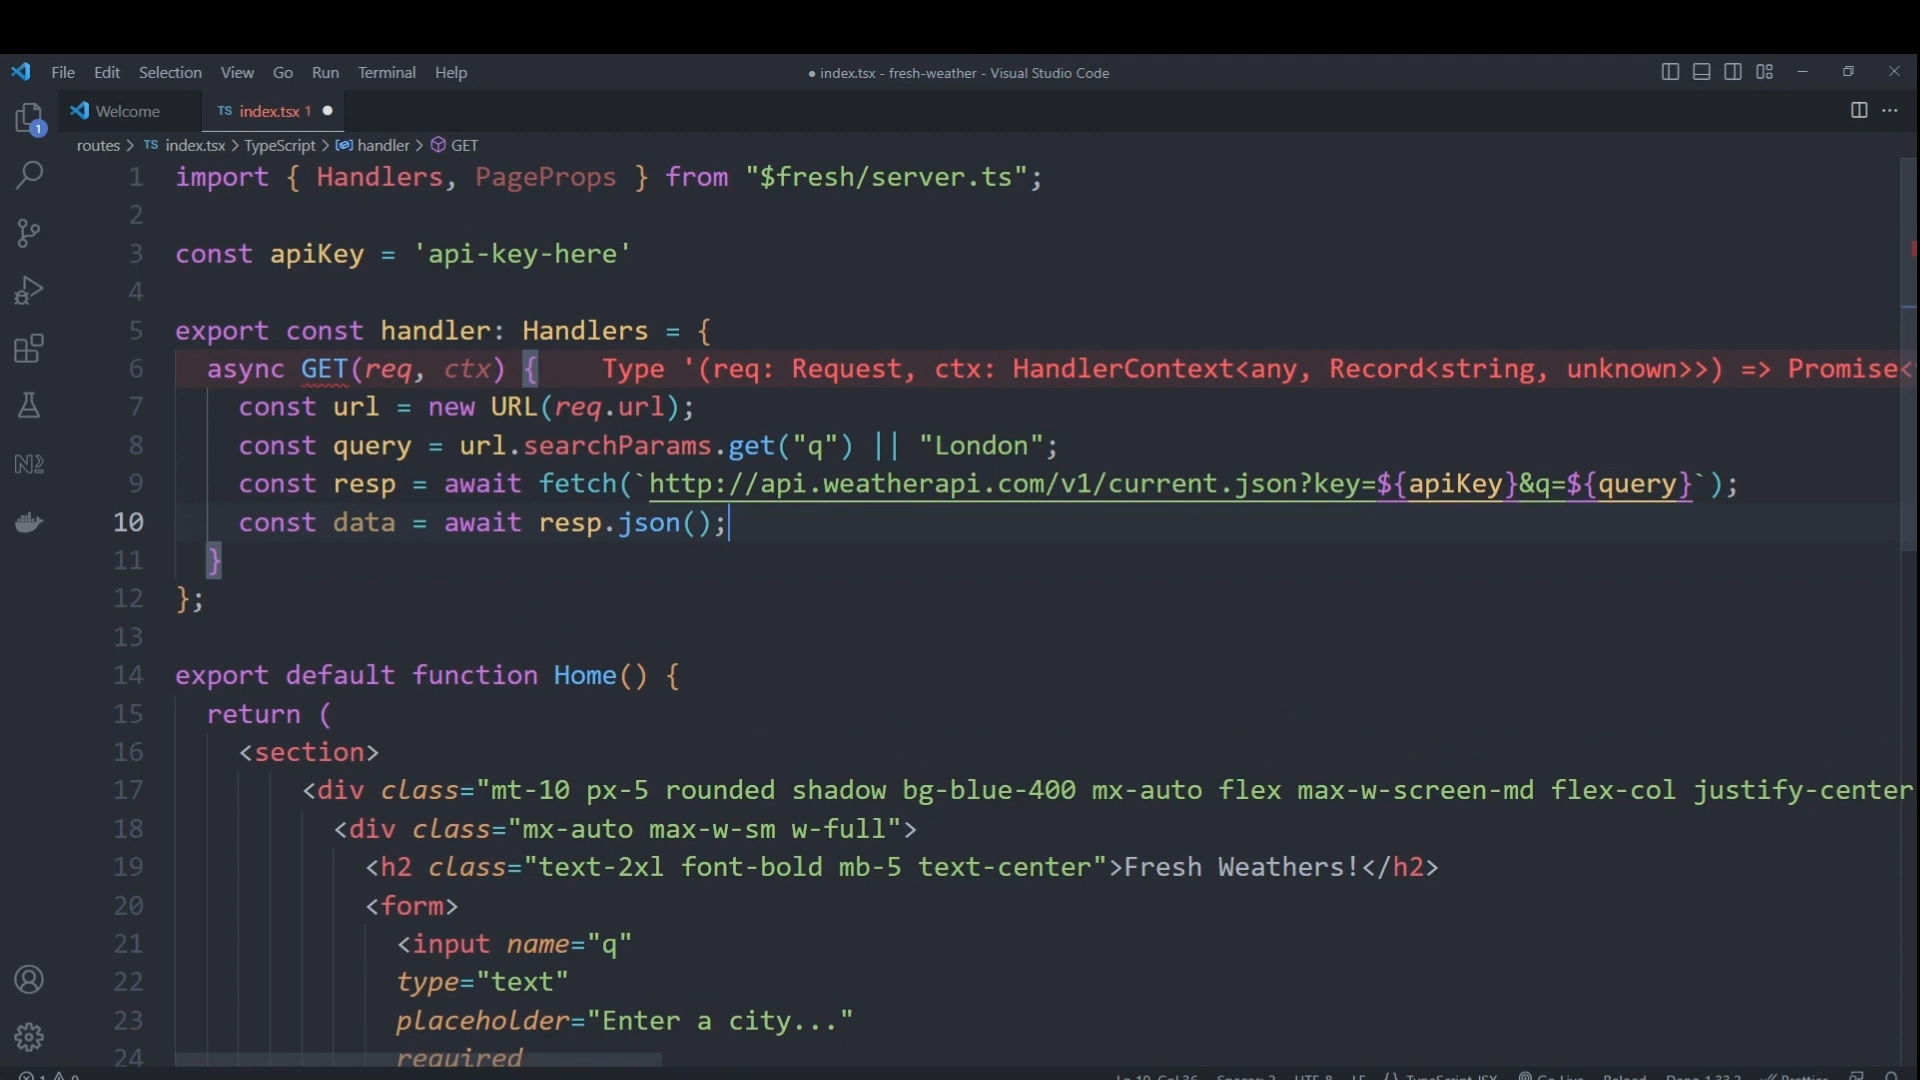 File Edit Selection View Go Run Terminal Help
● index.tsx - fresh-weather - Visual Studio Code
Welcome
TS index.tsx 1 ●
routes > TS index.tsx > TypeScript > handler > GET
1
1 import { Handlers, PageProps } from "$fresh/server.ts";
2
3 const apiKey = 'api-key-here'
4
5 export const handler: Handlers = {
6 async GET(req, ctx) { Type '(req: Request, ctx: HandlerContext<any, Record<string, unknown>>) => Promise<
7 const url = new URL(req.url);
8 const query = url.searchParams.get("q") || "London";
9 const resp = await fetch(`http://api.weatherapi.com/v1/current.json?key=${apiKey}&q=${query}`);
10 const data = await resp.json();
11 }
12 };
13
14 export default function Home() {
15 return (
16 <section>
17 <div class="mt-10 px-5 rounded shadow bg-blue-400 mx-auto flex max-w-screen-md flex-col justify-center
18 <div class="mx-auto max-w-sm w-full">
19 <h2 class="text-2xl font-bold mb-5 text-center">Fresh Weathers!</h2>
20 <form>
21 <input name="q"
22 type="text"
23 placeholder="Enter a city..."
24 required